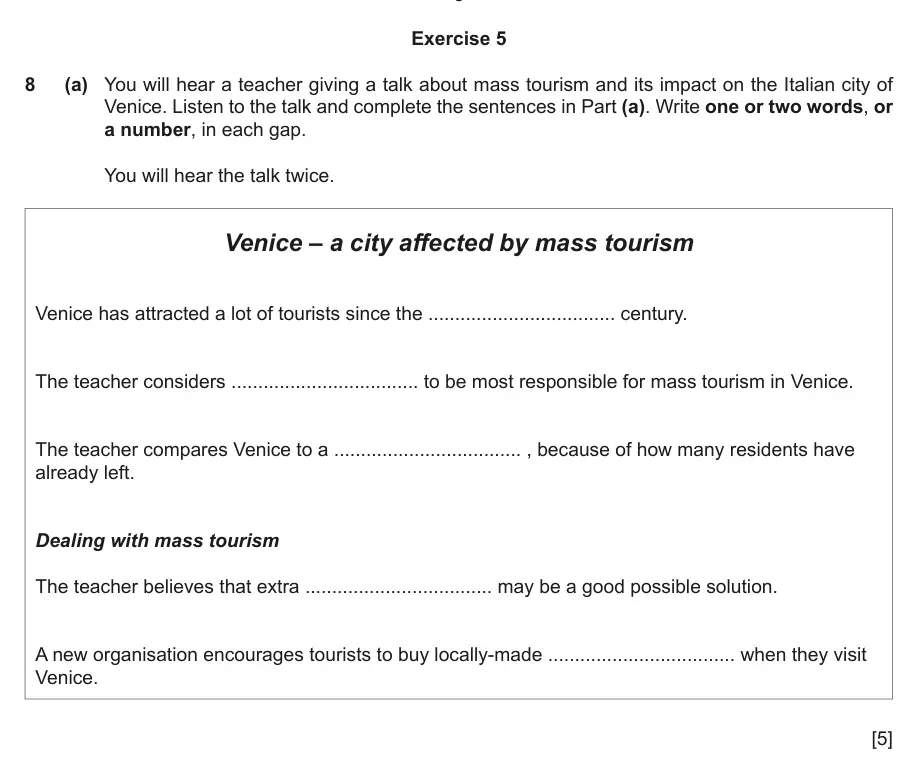 Exercise 5
8 (a) You will hear a teacher giving a talk about mass tourism and its impact on the Italian city of
Venice. Listen to the talk and complete the sentences in Part (a). Write one or two words, or
a number, in each gap.
You will hear the talk twice.
Venice – a city affected by mass tourism
Venice has attracted a lot of tourists since the ................................... century.
The teacher considers ................................... to be most responsible for mass tourism in Venice.
The teacher compares Venice to a ................................... , because of how many residents have
already left.
Dealing with mass tourism
The teacher believes that extra ................................... may be a good possible solution.
A new organisation encourages tourists to buy locally-made ................................... when they visit
Venice.
[5]